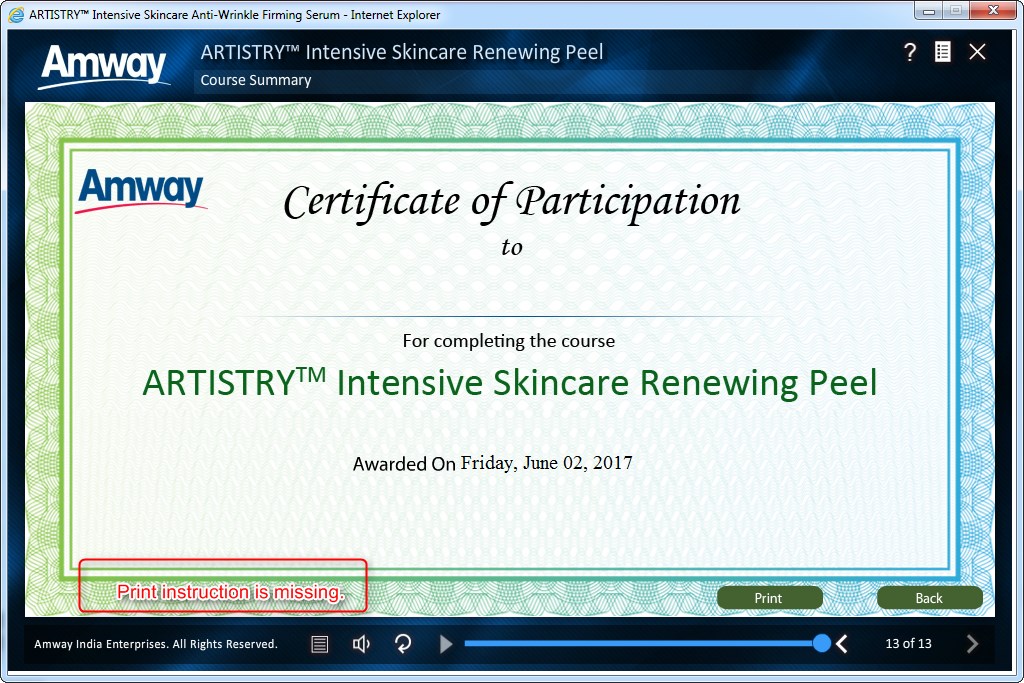 ARTISTRY™ Intensive Skincare Anti-Wrinkle Firming Serum - Internet Explorer
Amway
ARTISTRY™ Intensive Skincare Renewing Peel
?
Course Summary
Amway
Certificate of Participation
to
For completing the course
ARTISTRY™ Intensive Skincare Renewing Peel
Awarded On Friday, June 02, 2017
Print instruction is missing.
Print
Back
Amway India Enterprises. All Rights Reserved.
13 of 13